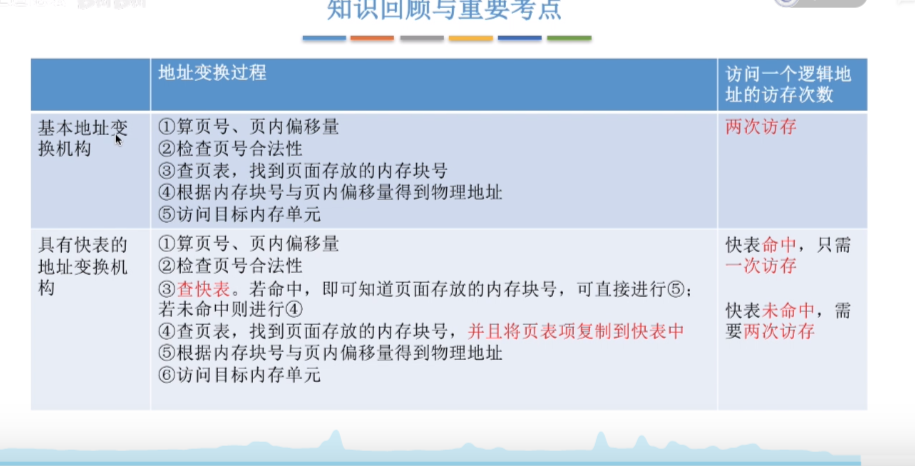 知识回顾与重要考点
地址变换过程
访问一个逻辑地
址的访存次数
基本地址变
换机构
①算页号、页内偏移量
②检查页号合法性
③查页表，找到页面存放的内存块号
④根据内存块号与页内偏移量得到物理地址
⑤访问目标内存单元
两次访存
具有快表的
地址变换机
构
①算页号、页内偏移量
②检查页号合法性
③查快表。若命中，即可知道页面存放的内存块号，可直接进行⑤；
若未命中则进行④
④查页表，找到页面存放的内存块号，并且将页表项复制到快表中
⑤根据内存块号与页内偏移量得到物理地址
⑥访问目标内存单元
快表命中，只需
一次访存
快表未命中，需
要两次访存